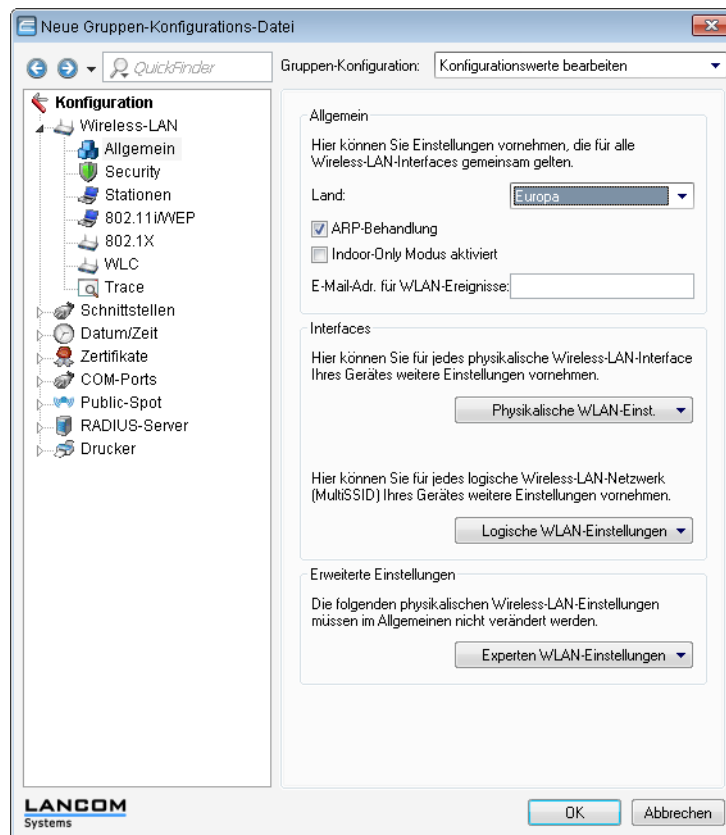 Neue Gruppen-Konfigurations-Datei
QuickFinder
Gruppen-Konfiguration:
Konfigurationswerte bearbeiten
Konfiguration
Wireless-LAN
Allgemein
Security
Stationen
802.11i/WEP
802.1X
WLC
Trace
Schnittstellen
Datum/Zeit
Zertifikate
COM-Ports
Public-Spot
RADIUS-Server
Drucker
Allgemein
Hier können Sie Einstellungen vornehmen, die für alle
Wireless-LAN-Interfaces gemeinsam gelten.
Land:
Europa
ARP-Behandlung
Indoor-Only Modus aktiviert
E-Mail-Adr. für WLAN-Ereignisse:
Interfaces
Hier können Sie für jedes physikalische Wireless-LAN-Interface
Ihres Gerätes weitere Einstellungen vornehmen.
Physikalische WLAN-Einst.
Hier können Sie für jedes logische Wireless-LAN-Netzwerk
(MultiSSID) Ihres Gerätes weitere Einstellungen vornehmen.
Logische WLAN-Einstellungen
Erweiterte Einstellungen
Die folgenden physikalischen Wireless-LAN-Einstellungen
müssen im Allgemeinen nicht verändert werden.
Experten WLAN-Einstellungen
LANCOM
Systems
OK
Abbrechen